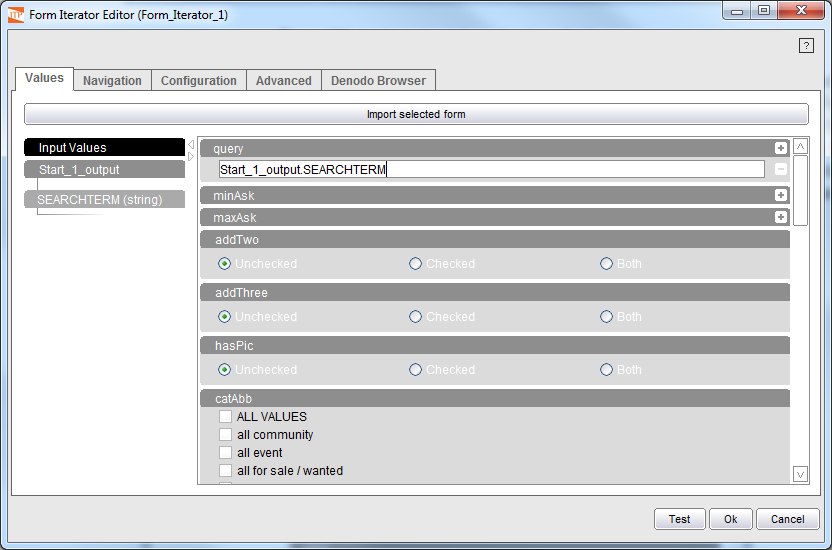 Form Iterator Editor (Form_Iterator_1)
?
Values Navigation Configuration Advanced Denodo Browser
Import selected form
Input Values
Start_1_output
SEARCHTERM (string)
query
Start_1_output.SEARCHTERM
minAsk
maxAsk
addTwo
Unchecked Checked Both
addThree
Unchecked Checked Both
hasPic
Unchecked Checked Both
catAbb
ALL VALUES
all community
all event
all for sale / wanted
Test Ok Cancel